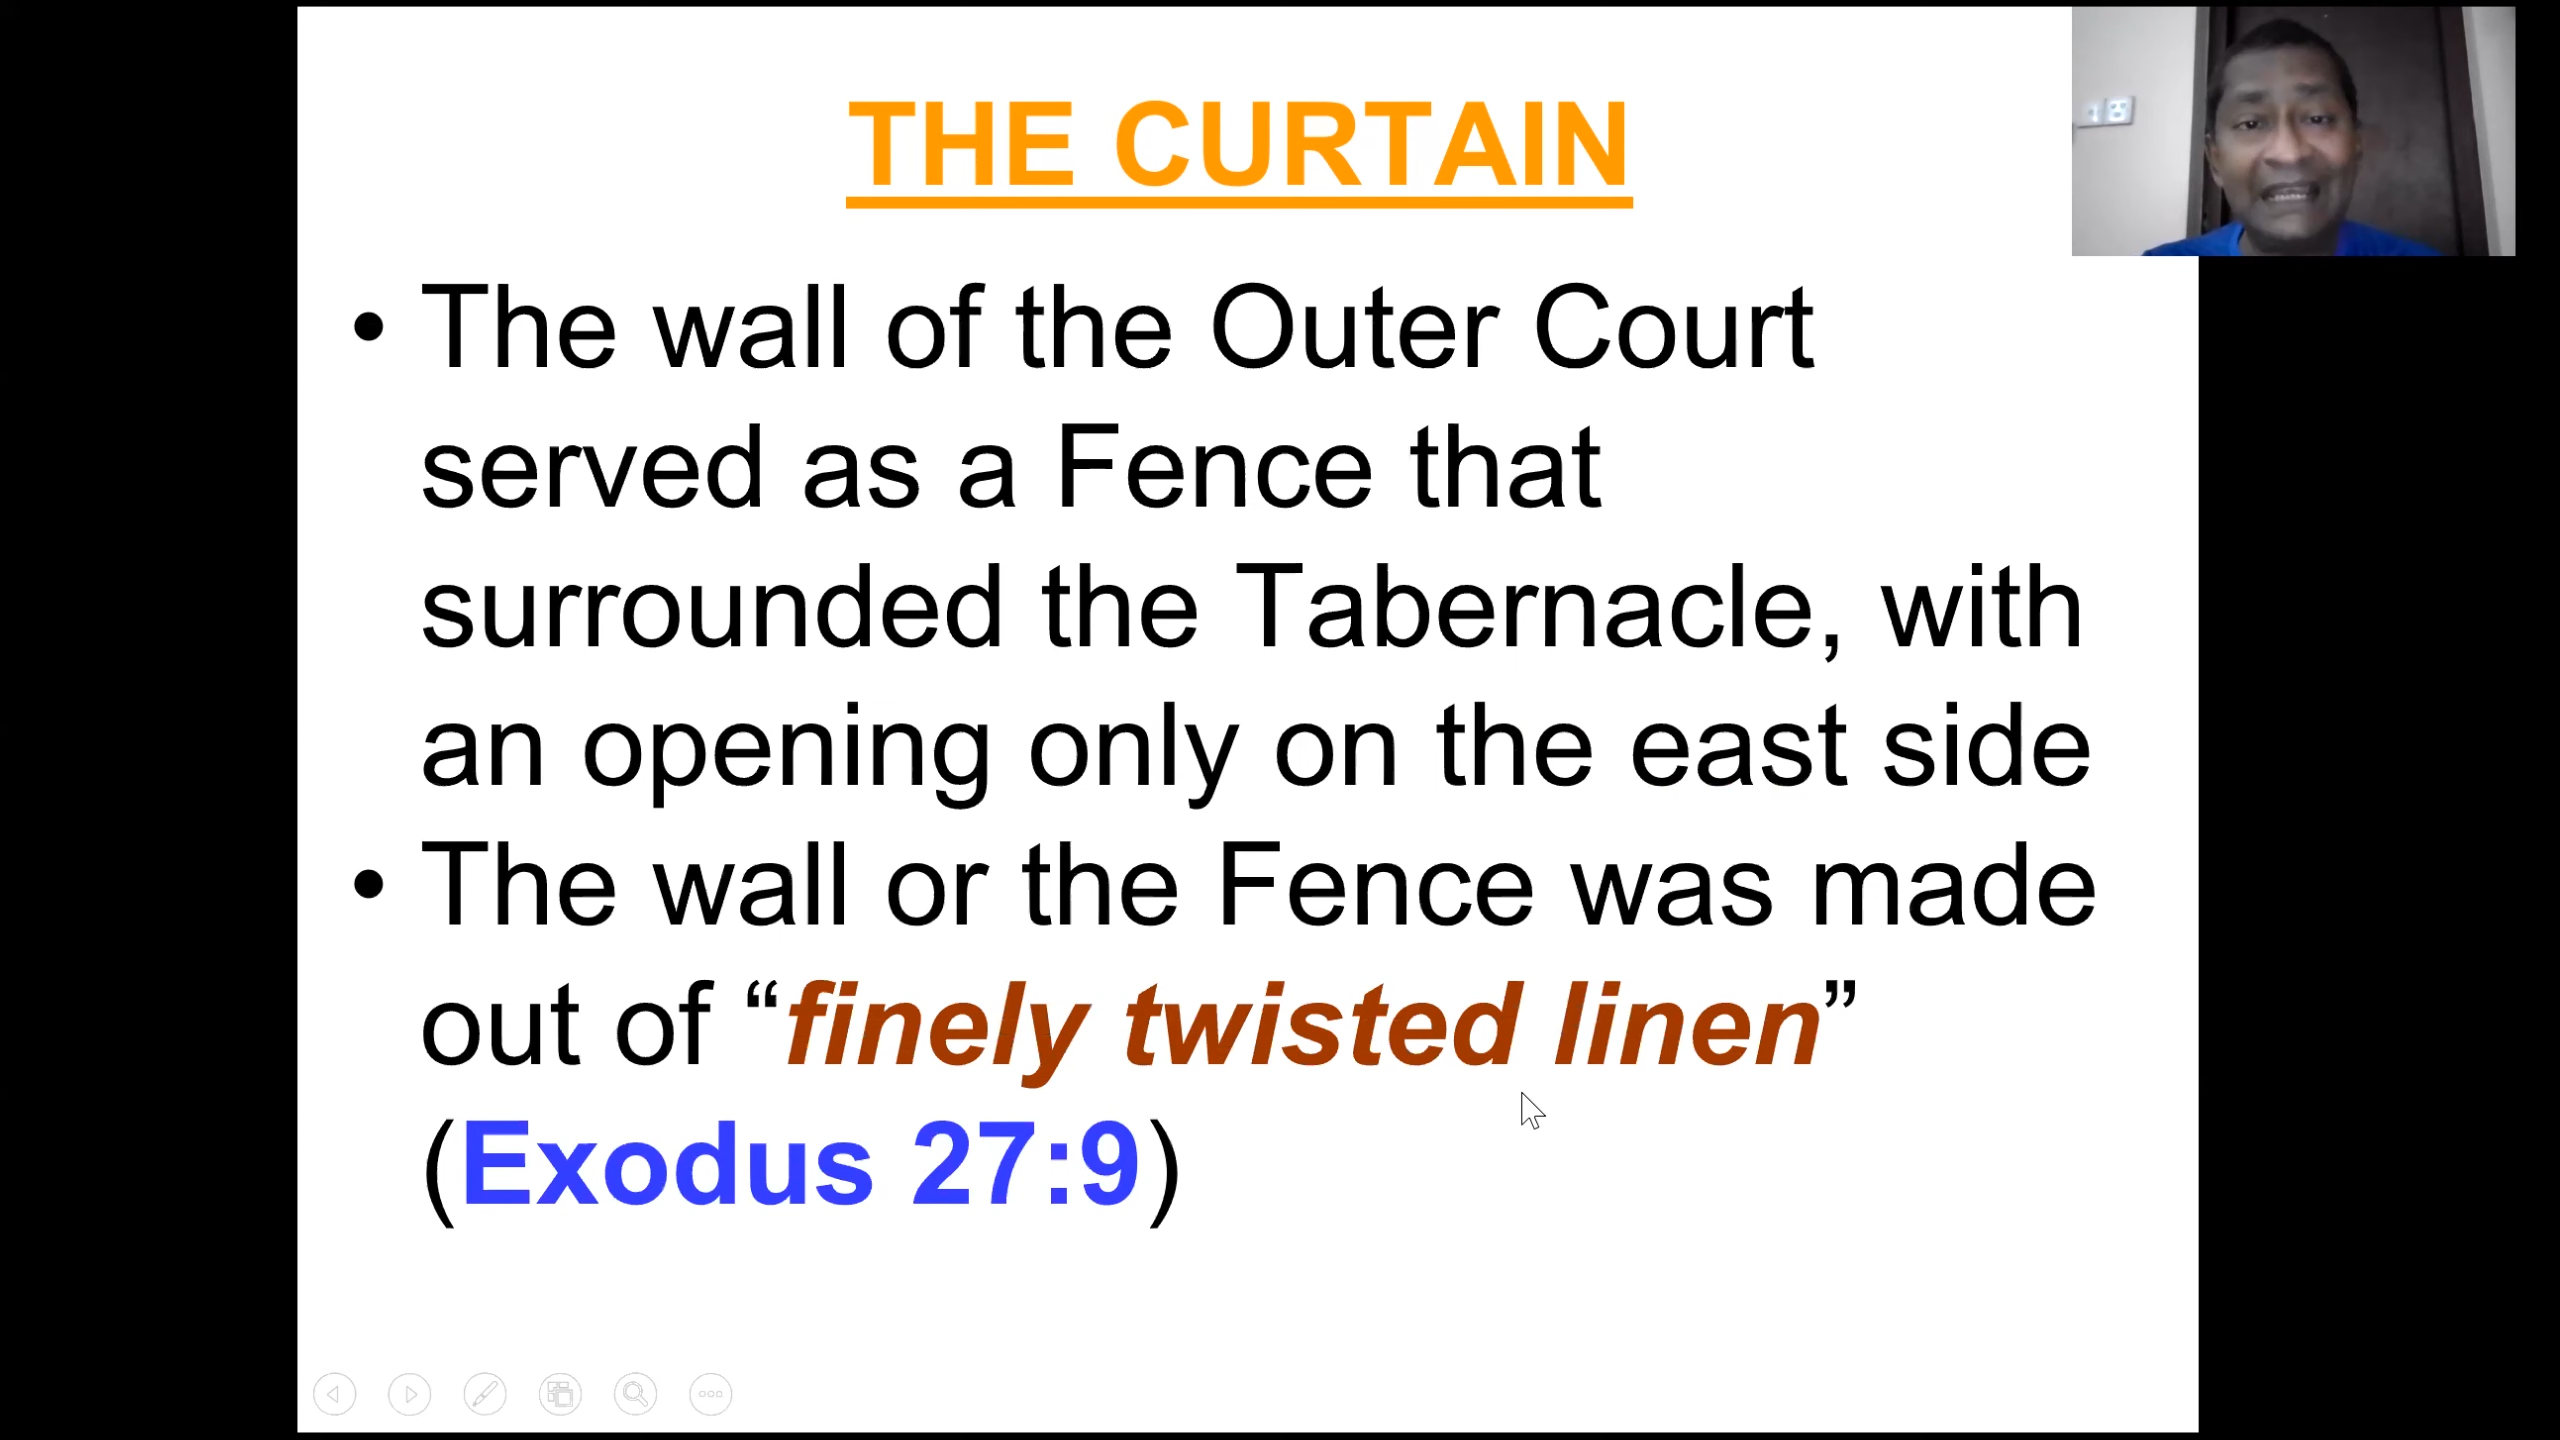 THE CURTAIN
• The wall of the Outer Court
served as a Fence that
surrounded the Tabernacle, with
an opening only on the east side
• The wall or the Fence was made
out of “finely twisted linen”
(Exodus 27:9)